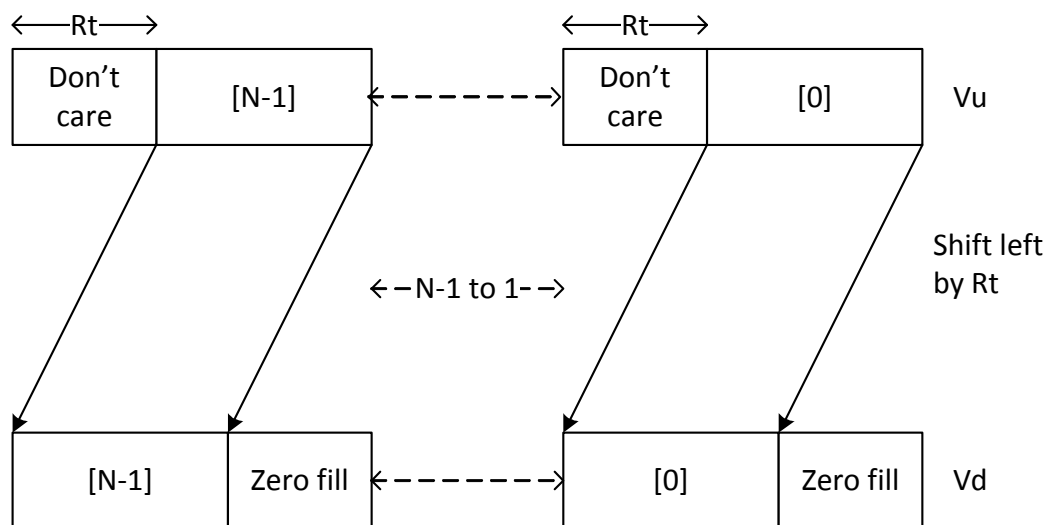 Rt
Rt
Don't
care
[N-1]
Don't
care
[0]
Vu
Shift left
by Rt
N-1 to 1
[N-1]
Zero fill
[0]
Zero fill
Vd